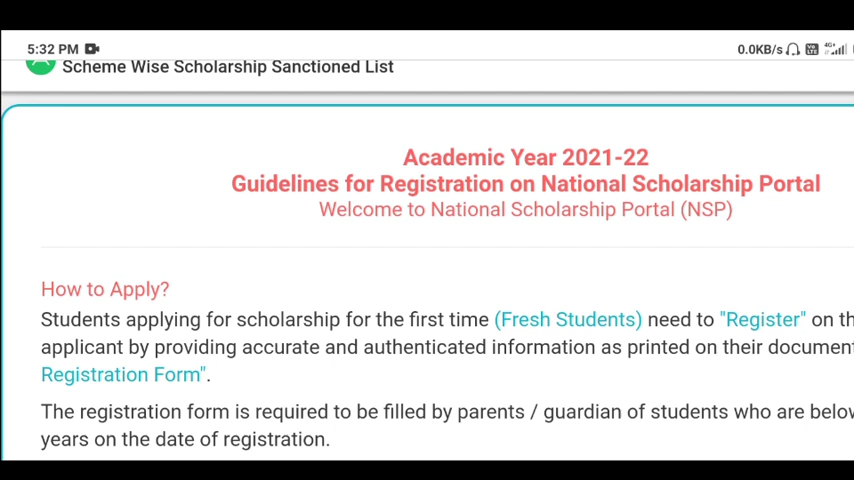 5:32 PM
0.0KB/s 4G+
Scheme Wise Scholarship Sanctioned List
Academic Year 2021-22
Guidelines for Registration on National Scholarship Portal
Welcome to National Scholarship Portal (NSP)
How to Apply?
Students applying for scholarship for the first time (Fresh Students) need to "Register" on th
applicant by providing accurate and authenticated information as printed on their document
Registration Form".
The registration form is required to be filled by parents / guardian of students who are below
years on the date of registration.